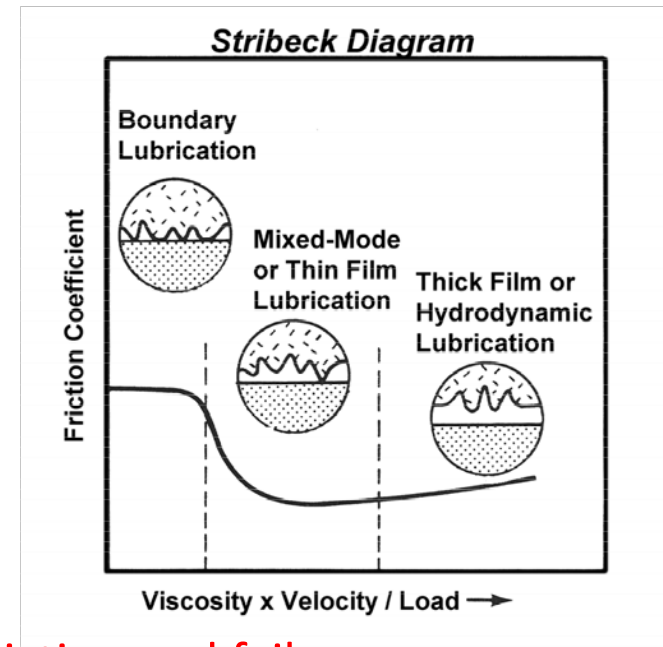 Stribeck Diagram
Boundary
Lubrication
Mixed-Mode
or Thin Film
Lubrication
Thick Film or
Hydrodynamic
Lubrication
Friction Coefficient
Viscosity x Velocity / Load